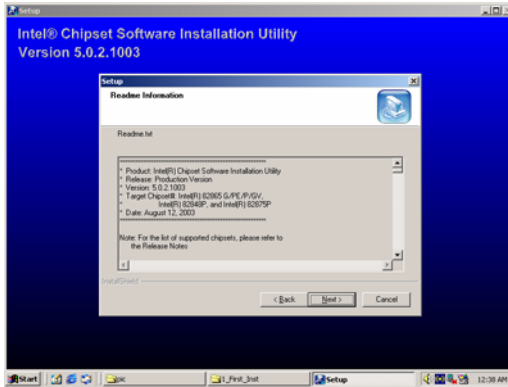 Setup
Intel® Chipset Software Installation Utility
Version 5.0.2.1003
Setup
Readme Information
Readme.txt
* Product: Intel(R) Chipset Software Installation Utility
* Release: Production Version
* Version: 5.0.2.1003
* Target Chipset#: Intel(R) 82865 G/PE/P/GV,
* Intel(R) 82848P, and Intel(R) 82875P
* Date: August 12, 2003
Note: For the list of supported chipsets, please refer to
the Release Notes
InstallShield
< Back
Next >
Cancel
Start
pic
1_First_Inst
Setup
12:38 AM